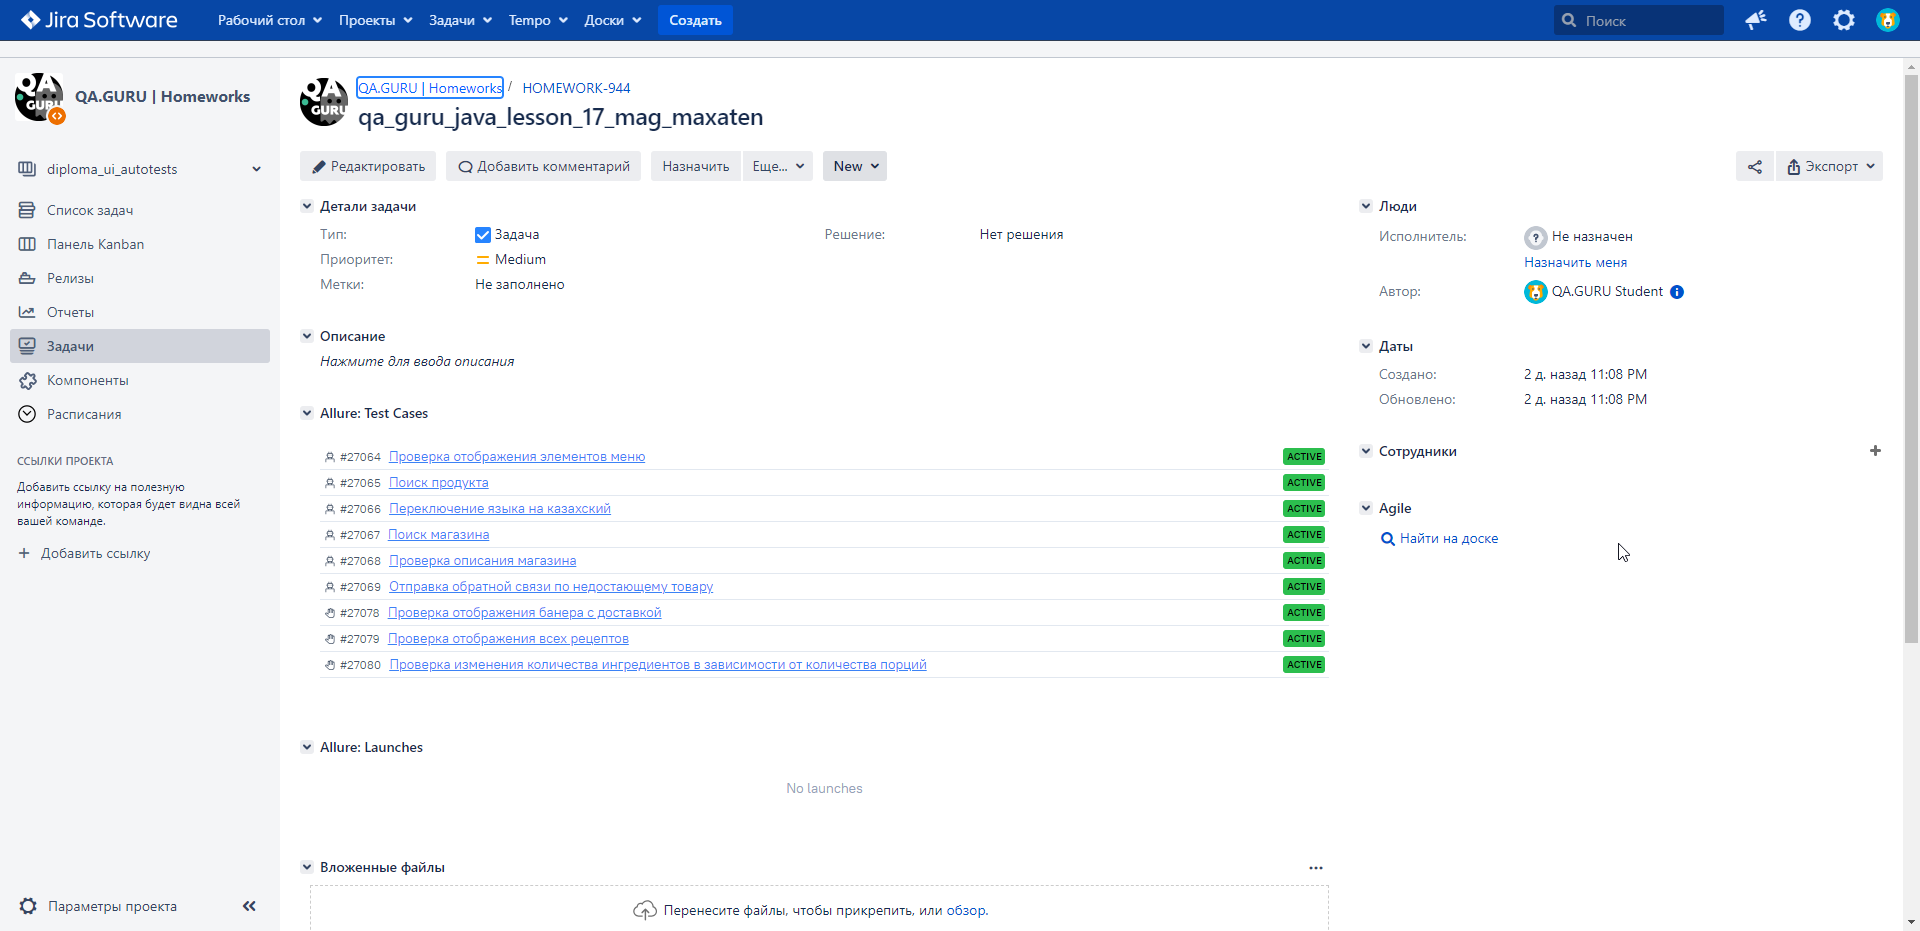 Jira Software
Рабочий стол
Проекты
Задачи
Tempo
Доски
Создать
Поиск
QA.GURU | Homeworks
diploma_ui_autotests
Список задач
Панель Kanban
Релизы
Отчеты
Задачи
Компоненты
Расписания
ССЫЛКИ ПРОЕКТА
Добавить ссылку на полезную
информацию, которая будет видна всей
вашей команде.
+ Добавить ссылку
Параметры проекта
QA GURU
QA GURU
QA.GURU | Homeworks / HOMEWORK-944
qa_guru_java_lesson_17_mag_maxaten
Редактировать
Добавить комментарий
Назначить
Еще...
New
Экспорт
Детали задачи
Тип: Задача
Решение: Нет решения
Приоритет: Medium
Метки: Не заполнено
Описание
Нажмите для ввода описания
Allure: Test Cases
#27064 Проверка отображения элементов меню ACTIVE
#27065 Поиск продукта ACTIVE
#27066 Переключение языка на казахский ACTIVE
#27067 Поиск магазина ACTIVE
#27068 Проверка описания магазина ACTIVE
#27069 Отправка обратной связи по недостающему товару ACTIVE
#27078 Проверка отображения банера с доставкой ACTIVE
#27079 Проверка отображения всех рецептов ACTIVE
#27080 Проверка изменения количества ингредиентов в зависимости от количества порций ACTIVE
Allure: Launches
No launches
Вложенные файлы
Перенесите файлы, чтобы прикрепить, или обзор.
Люди
Исполнитель: Не назначен
Назначить меня
Автор: QA.GURU Student
Даты
Создано: 2 д. назад 11:08 PM
Обновлено: 2 д. назад 11:08 PM
Сотрудники
Agile
Найти на доске